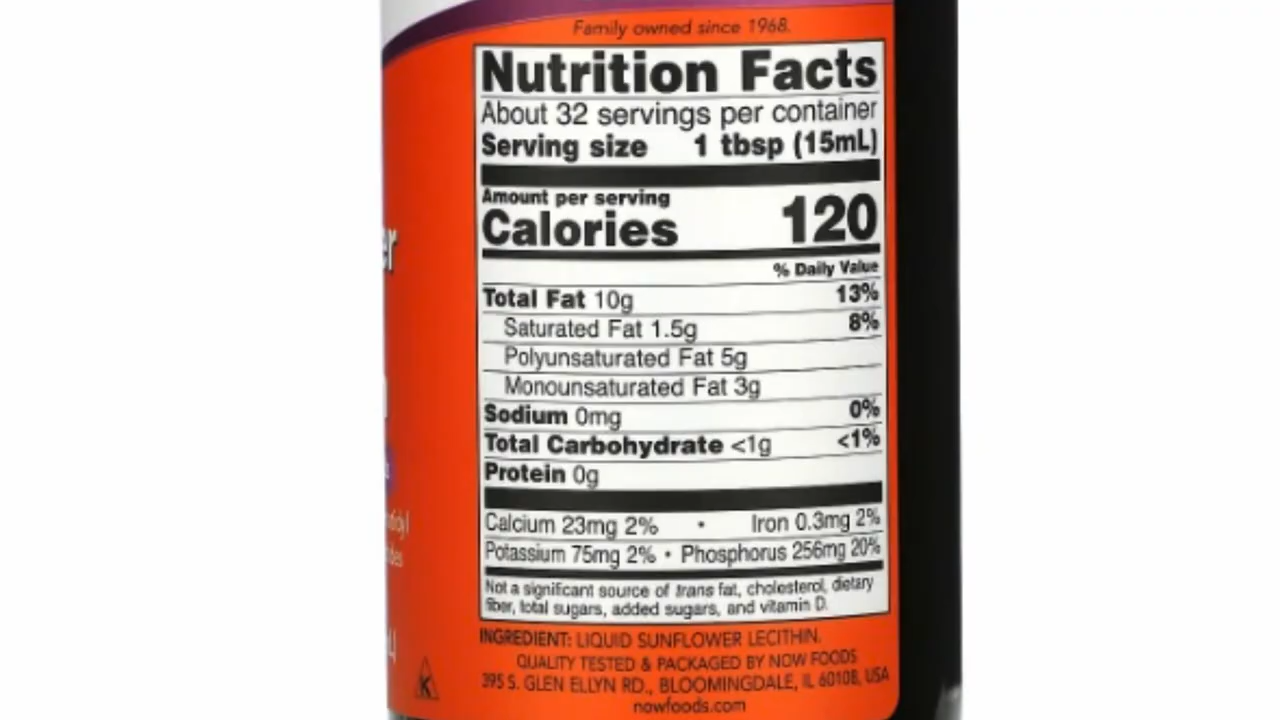 Family owned since 1968.
Nutrition Facts
About 32 servings per container
Serving size 1 tbsp (15mL)
Amount per serving
Calories 120
% Daily Value
Total Fat 10g 13%
Saturated Fat 1.5g 8%
Polyunsaturated Fat 5g
Monounsaturated Fat 3g
Sodium 0mg 0%
Total Carbohydrate <1g <1%
Protein 0g
Calcium 23mg 2% • Iron 0.3mg 2%
Potassium 75mg 2% • Phosphorus 256mg 20%
Not a significant source of trans fat, cholesterol, dietary
fiber, total sugars, added sugars, and vitamin D.
INGREDIENT: LIQUID SUNFLOWER LECITHIN.
QUALITY TESTED & PACKAGED BY NOW FOODS
395 S. GLEN ELLYN RD., BLOOMINGDALE, IL 60108, USA
nowfoods.com
K